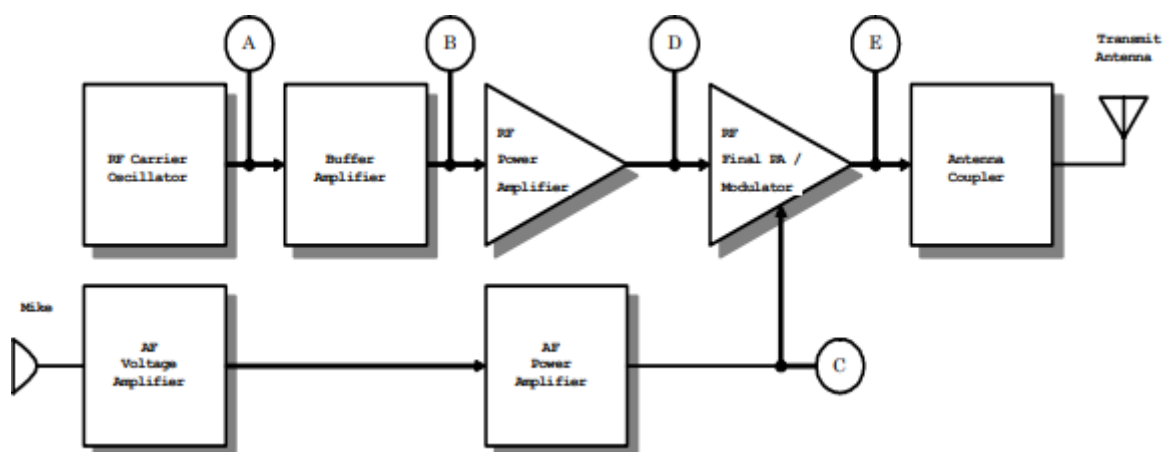 A
B
D
E
Transmit
Antenna
RF Carrier
Oscillator
Buffer
Amplifier
RF
Power
Amplifier
RF
Final PA /
Modulator
Antenna
Coupler
Mike
AF
Voltage
Amplifier
AF
Power
Amplifier
C